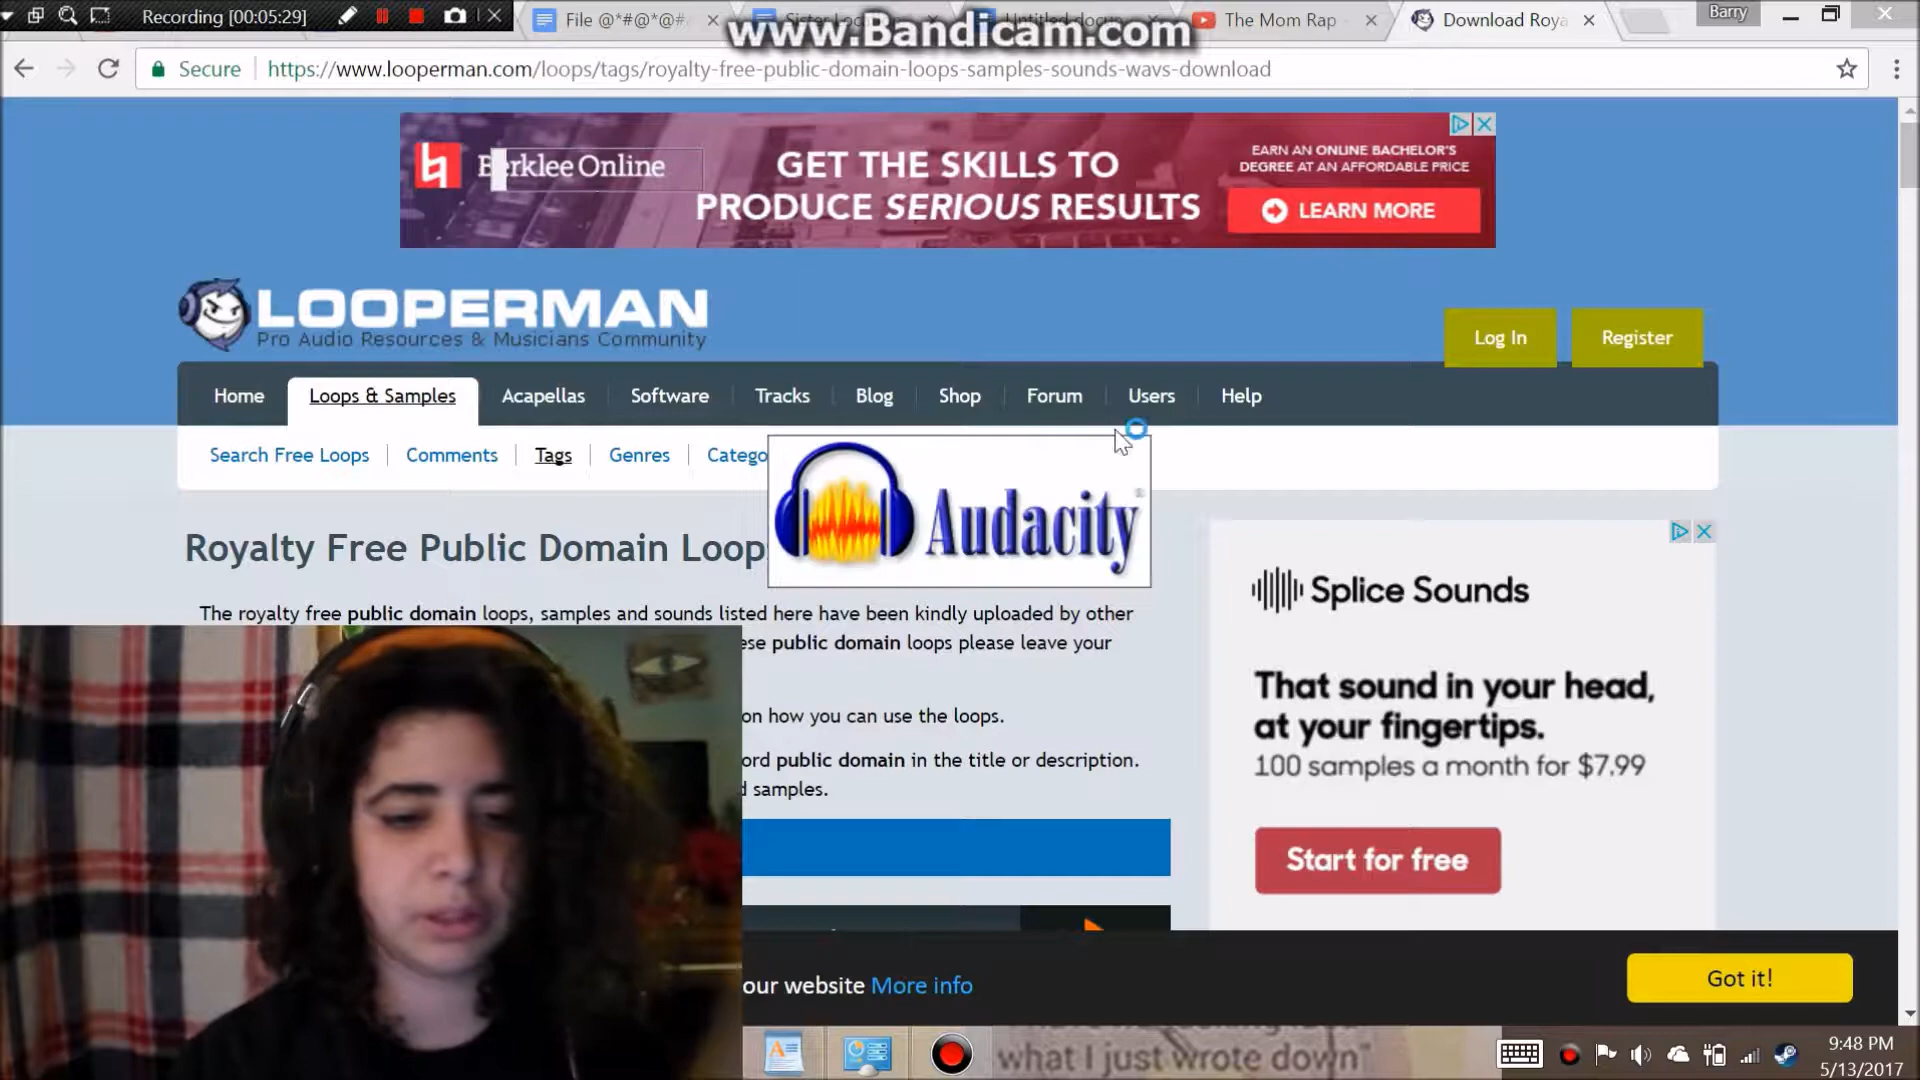 Recording [00:05:29]
File @*#@*@#
Sister Loc
Untitled docu
The Mom Rap
Download Roya
Barry
www.Bandicam.com
Secure
https://www.looperman.com/loops/tags/royalty-free-public-domain-loops-samples-sounds-wavs-download
Berklee Online
GET THE SKILLS TO
PRODUCE SERIOUS RESULTS
EARN AN ONLINE BACHELOR'S
DEGREE AT AN AFFORDABLE PRICE
LEARN MORE
LOOPERMAN
Pro Audio Resources & Musicians Community
Log In
Register
Home
Loops & Samples
Acapellas
Software
Tracks
Blog
Shop
Forum
Users
Help
Search Free Loops
Comments
Tags
Genres
Catego
Audacity
Royalty Free Public Domain Loop
The royalty free public domain loops, samples and sounds listed here have been kindly uploaded by other
ese public domain loops please leave your
on how you can use the loops.
ord public domain in the title or description.
d samples.
Splice Sounds
That sound in your head,
at your fingertips.
100 samples a month for $7.99
Start for free
our website More info
Got it!
what I just wrote down"
9:48 PM
5/13/2017